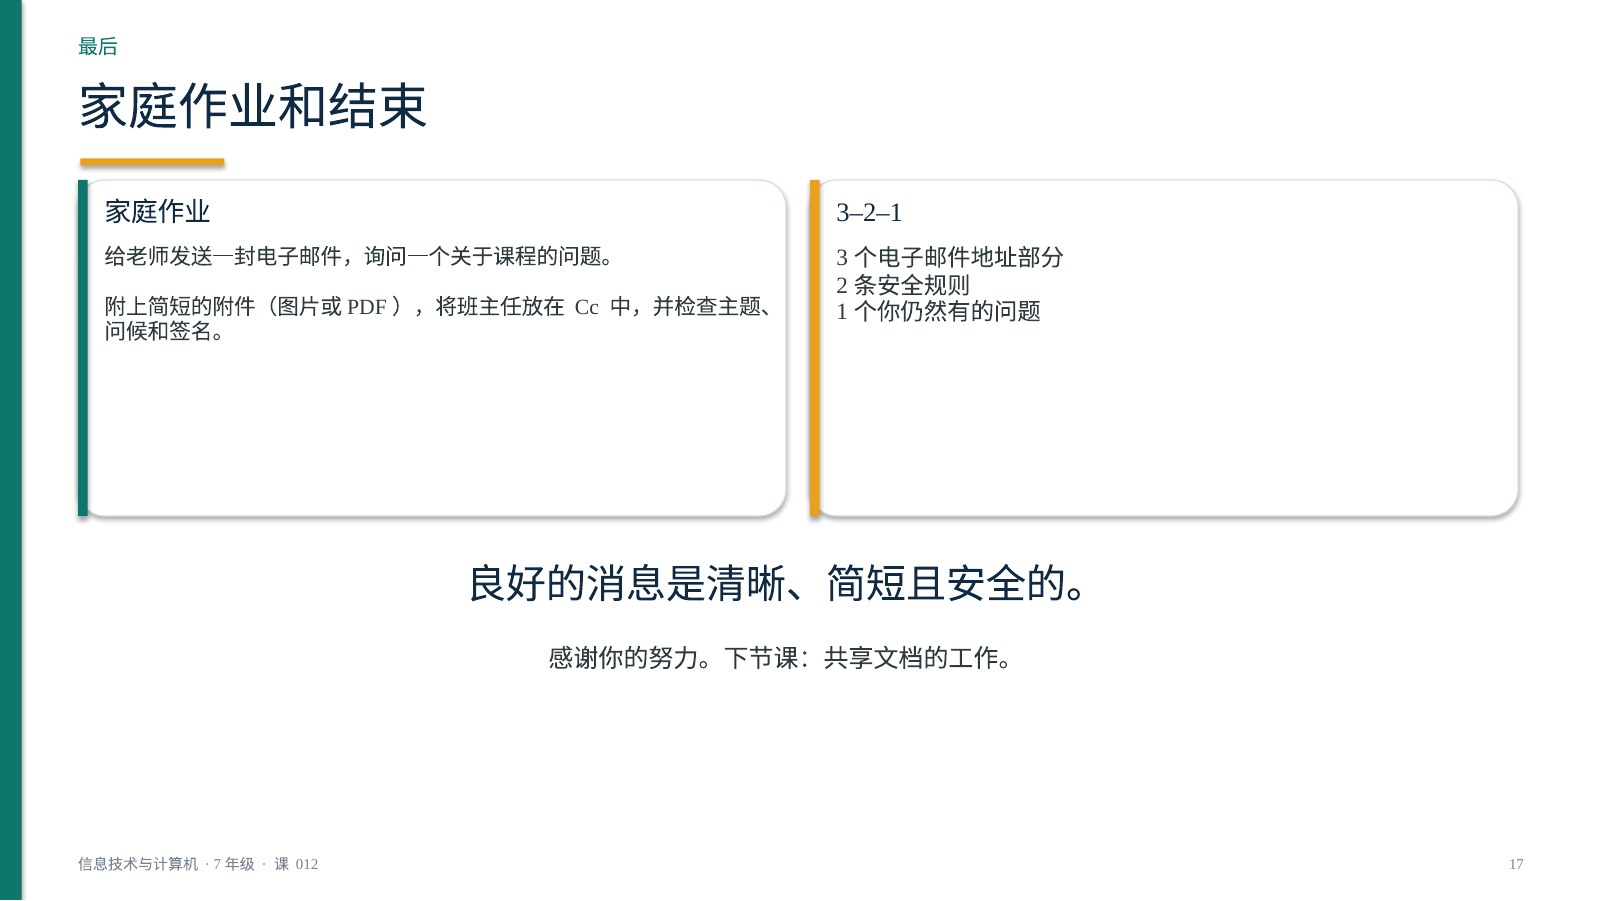 最后
家庭作业和结束
家庭作业
给老师发送一封电子邮件，询问一个关于课程的问题。
附上简短的附件（图片或 PDF ），将班主任放在 Cc 中，并检查主题、
问候和签名。
3–2–1
3 个电子邮件地址部分
2 条安全规则
1 个你仍然有的问题
良好的消息是清晰、简短且安全的。
感谢你的努力。下节课：共享文档的工作。
信息技术与计算机 · 7 年级 · 课 012
17